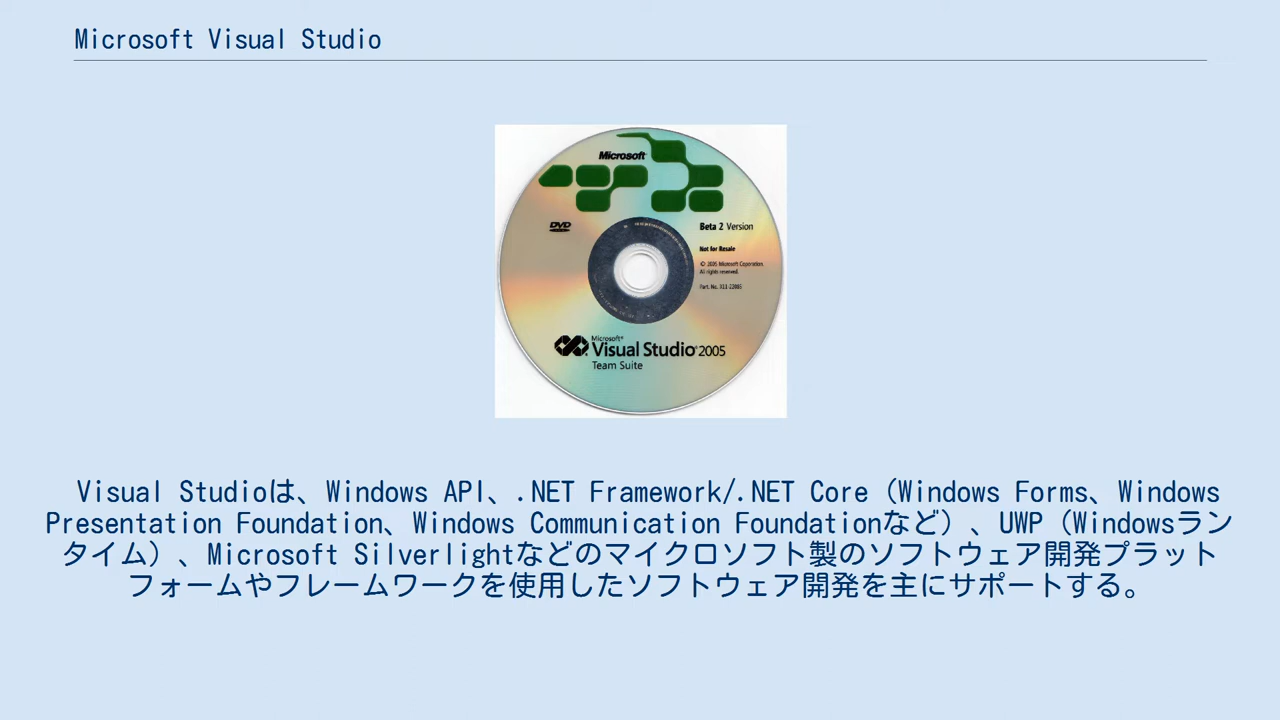 Microsoft Visual Studio
Microsoft
DVD
Beta 2 Version
Not for Resale
© 2005 Microsoft Corporation.
All rights reserved.
Microsoft®
Visual Studio® 2005
Team Suite
Visual Studioは、Windows API、.NET Framework/.NET Core（Windows Forms、Windows
Presentation Foundation、Windows Communication Foundationなど）、UWP（Windowsラン
タイム）、Microsoft Silverlightなどのマイクロソフト製のソフトウェア開発プラット
フォームやフレームワークを使用したソフトウェア開発を主にサポートする。